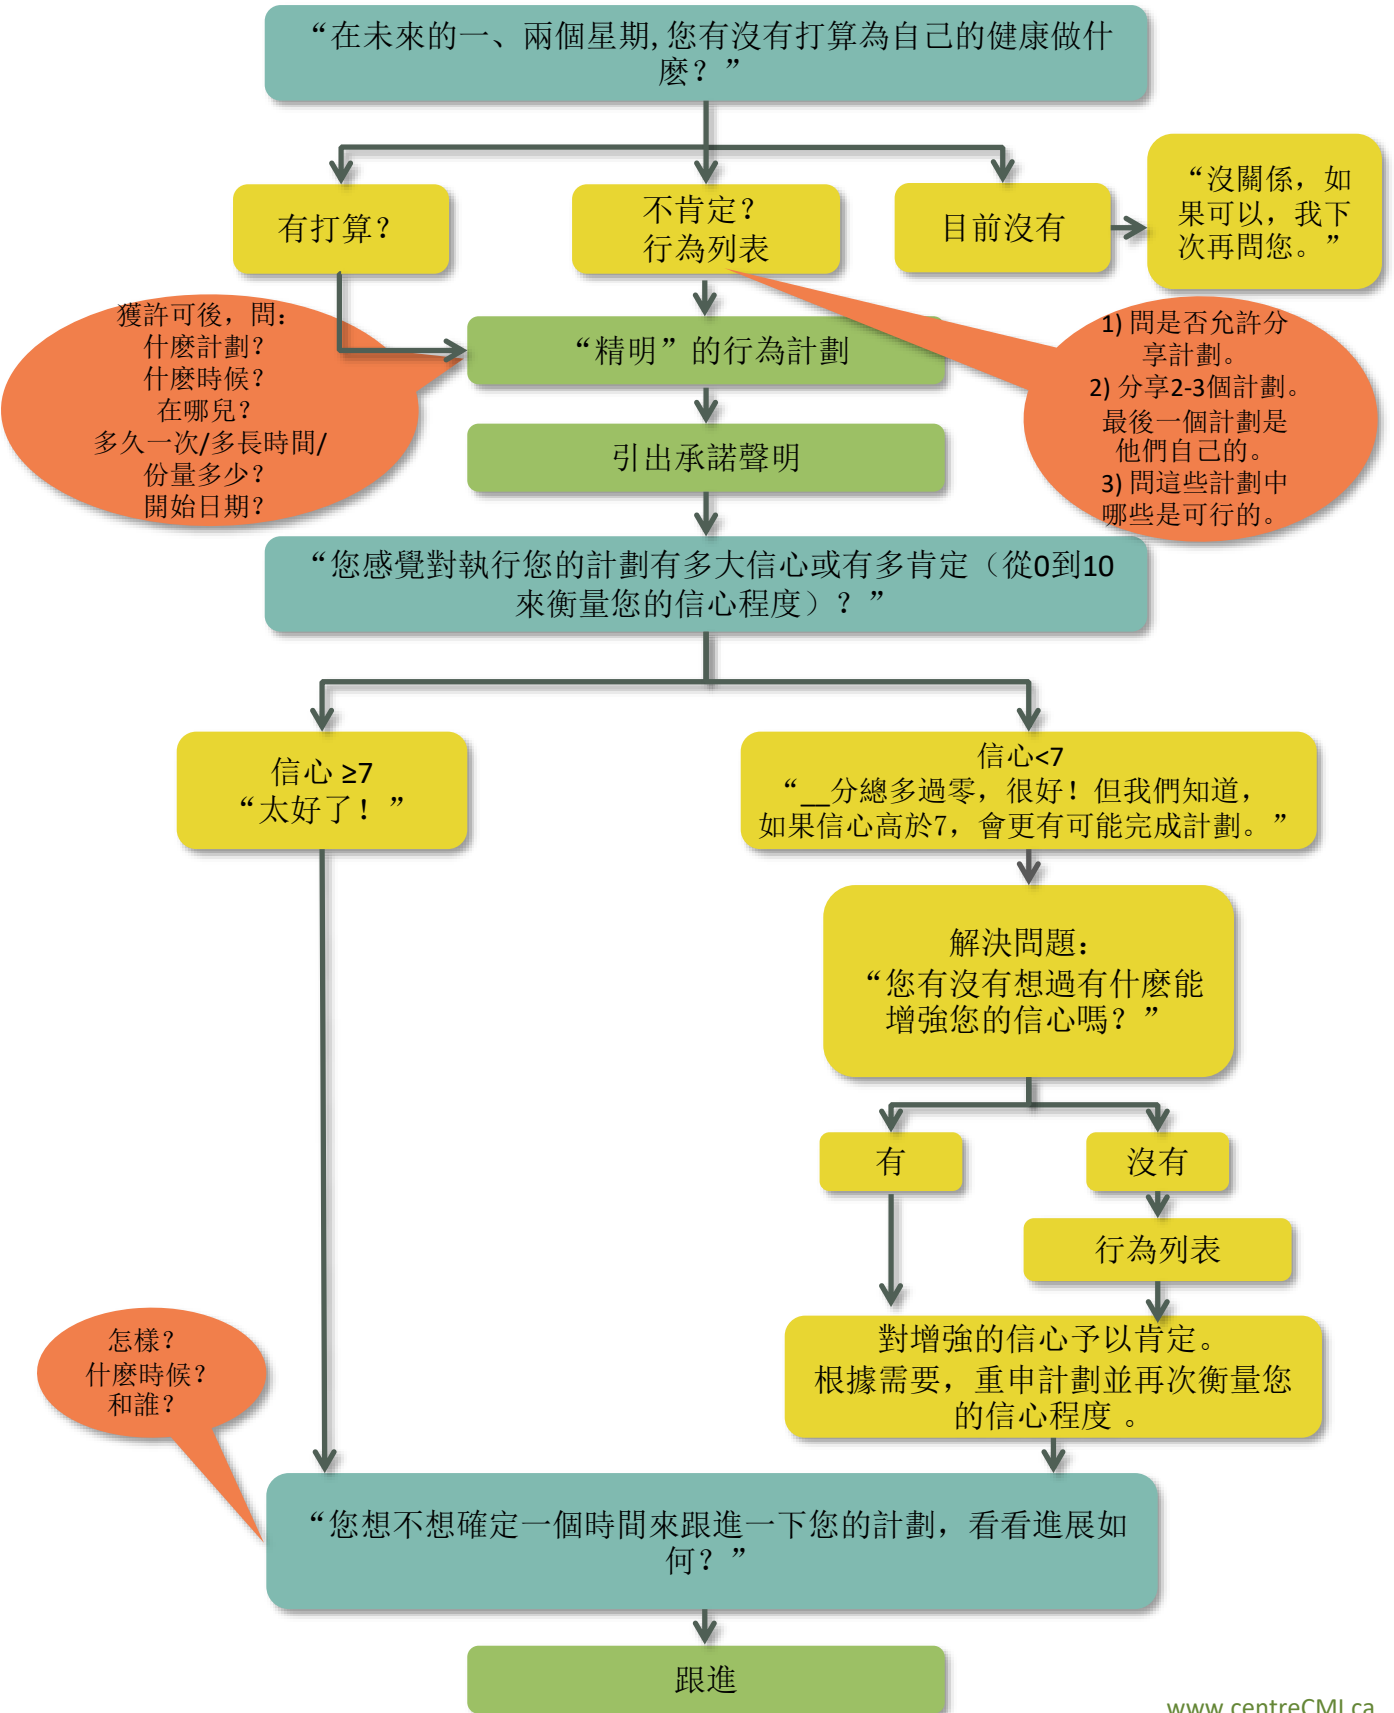 “在未來的一、兩個星期,您有沒有打算為自己的健康做什
麽？”
有打算？
不肯定？
行為列表
目前沒有
“沒關係，如
果可以，我下
次再問您。”
獲許可後，問：
什麽計劃？
什麽時候？
在哪兒？
多久一次/多長時間/
份量多少？
開始日期？
“精明”的行為計劃
1) 問是否允許分
享計劃。
2) 分享2-3個計劃。
最後一個計劃是
他們自己的。
3) 問這些計劃中
哪些是可行的。
引出承諾聲明
“您感覺對執行您的計劃有多大信心或有多肯定（從0到10
來衡量您的信心程度）？”
信心 ≥7
“太好了！”
信心<7
“__分總多過零，很好！但我們知道，
如果信心高於7，會更有可能完成計劃。”
解決問題：
“您有沒有想過有什麽能
增強您的信心嗎？”
有
沒有
行為列表
對增強的信心予以肯定。
根據需要，重申計劃並再次衡量您
的信心程度 。
怎樣？
什麽時候？
和誰？
“您想不想確定一個時間來跟進一下您的計劃，看看進展如
何？”
跟進
www.centreCMI.ca